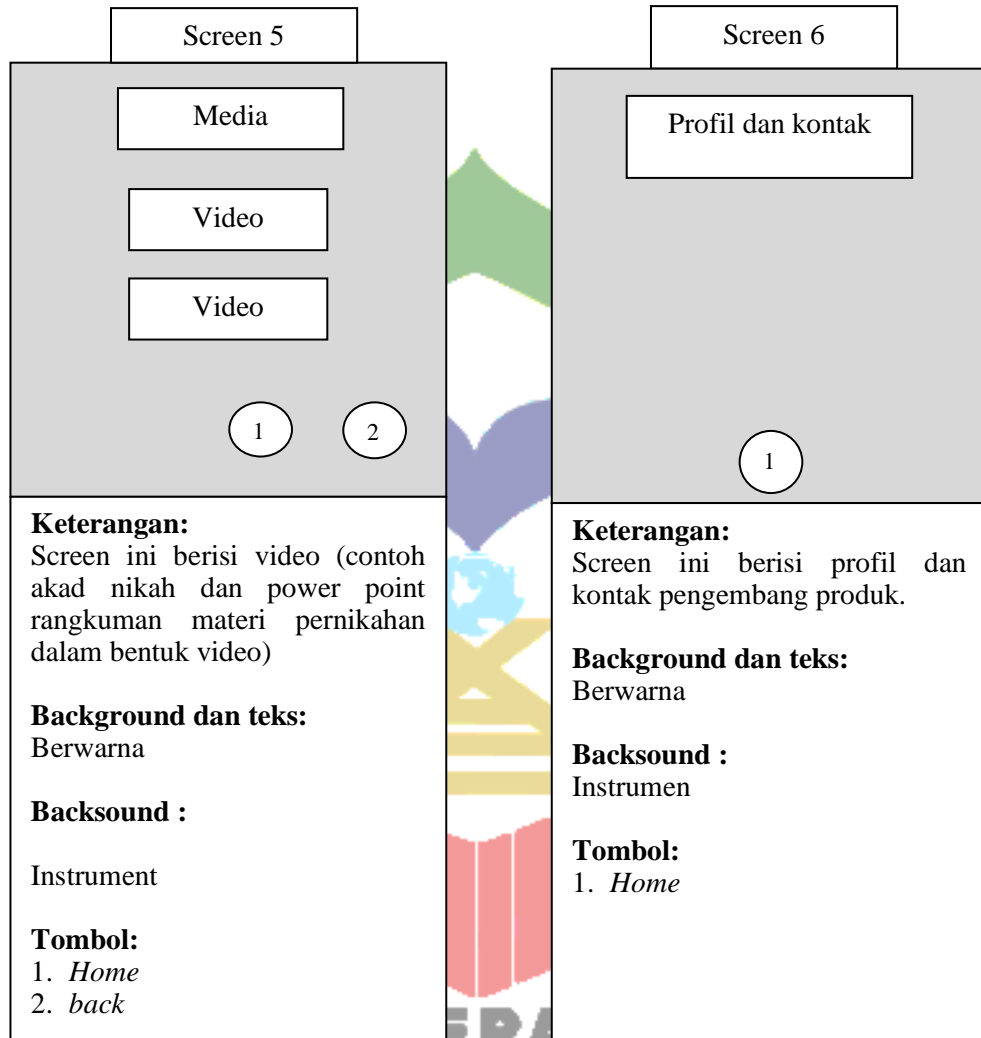 Screen 5
Media
Video
Video
1
2
Keterangan:
Screen ini berisi video (contoh
akad nikah dan power point
rangkuman materi pernikahan
dalam bentuk video)
Background dan teks:
Berwarna
Backsound :
Instrument
Tombol:
1. Home
2. back
Screen 6
Profil dan kontak
1
Keterangan:
Screen ini berisi profil dan
kontak pengembang produk.
Background dan teks:
Berwarna
Backsound :
Instrumen
Tombol:
1. Home